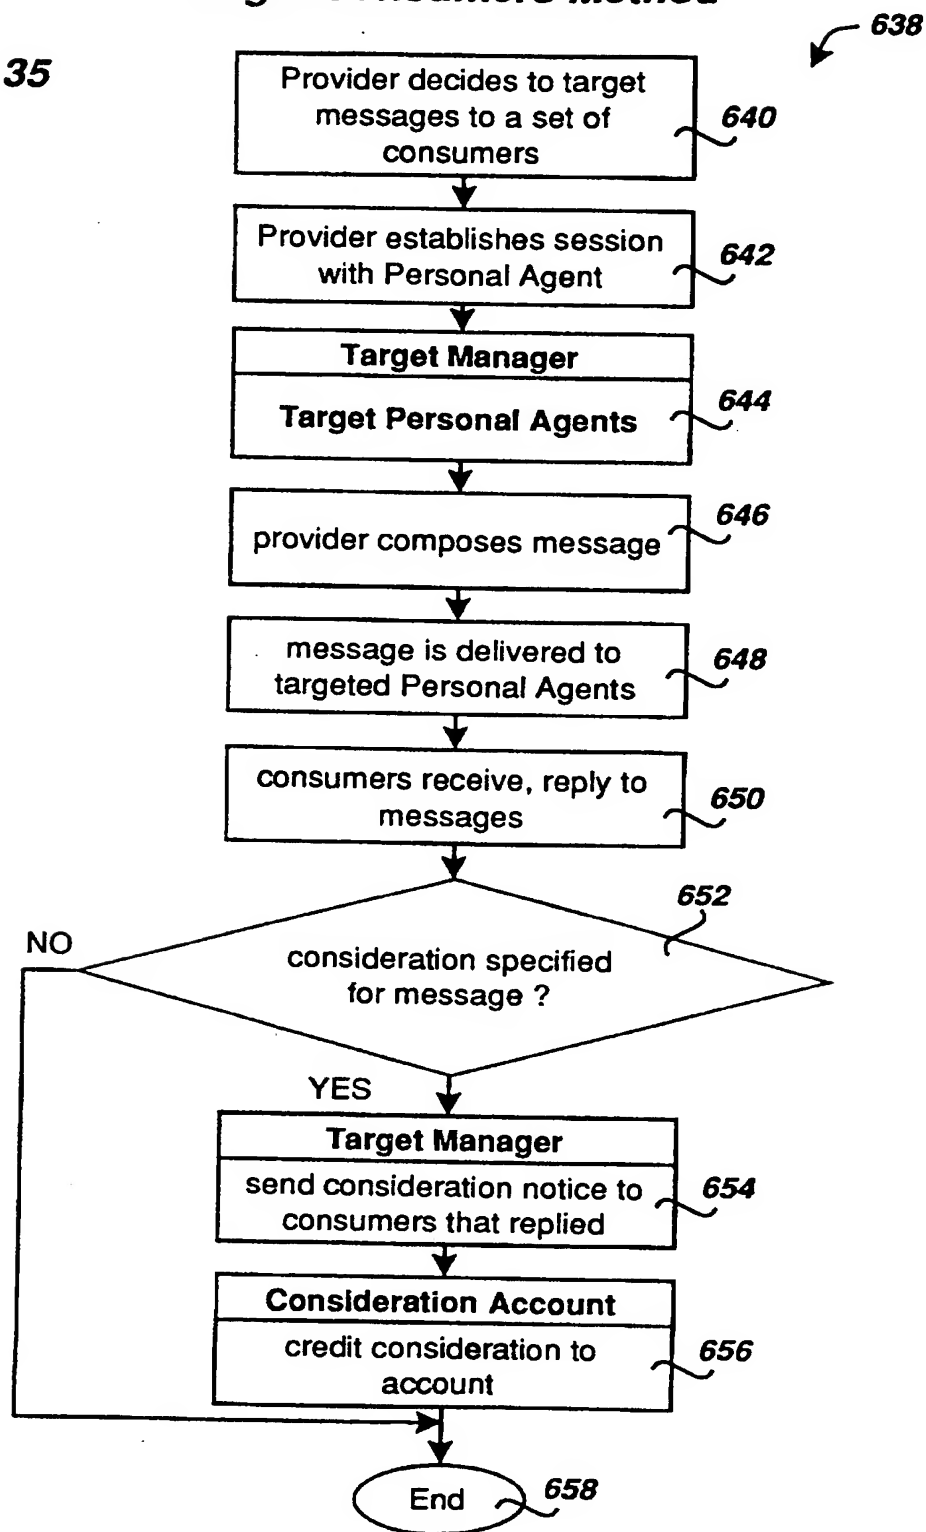 Consumers Method
638
35
Provider decides to target
messages to a set of
consumers
640
Provider establishes session
with Personal Agent
642
Target Manager
Target Personal Agents
644
provider composes message
646
message is delivered to
targeted Personal Agents
648
consumers receive, reply to
messages
650
652
NO
consideration specified
for message ?
YES
Target Manager
send consideration notice to
consumers that replied
654
Consideration Account
credit consideration to
account
656
End
658